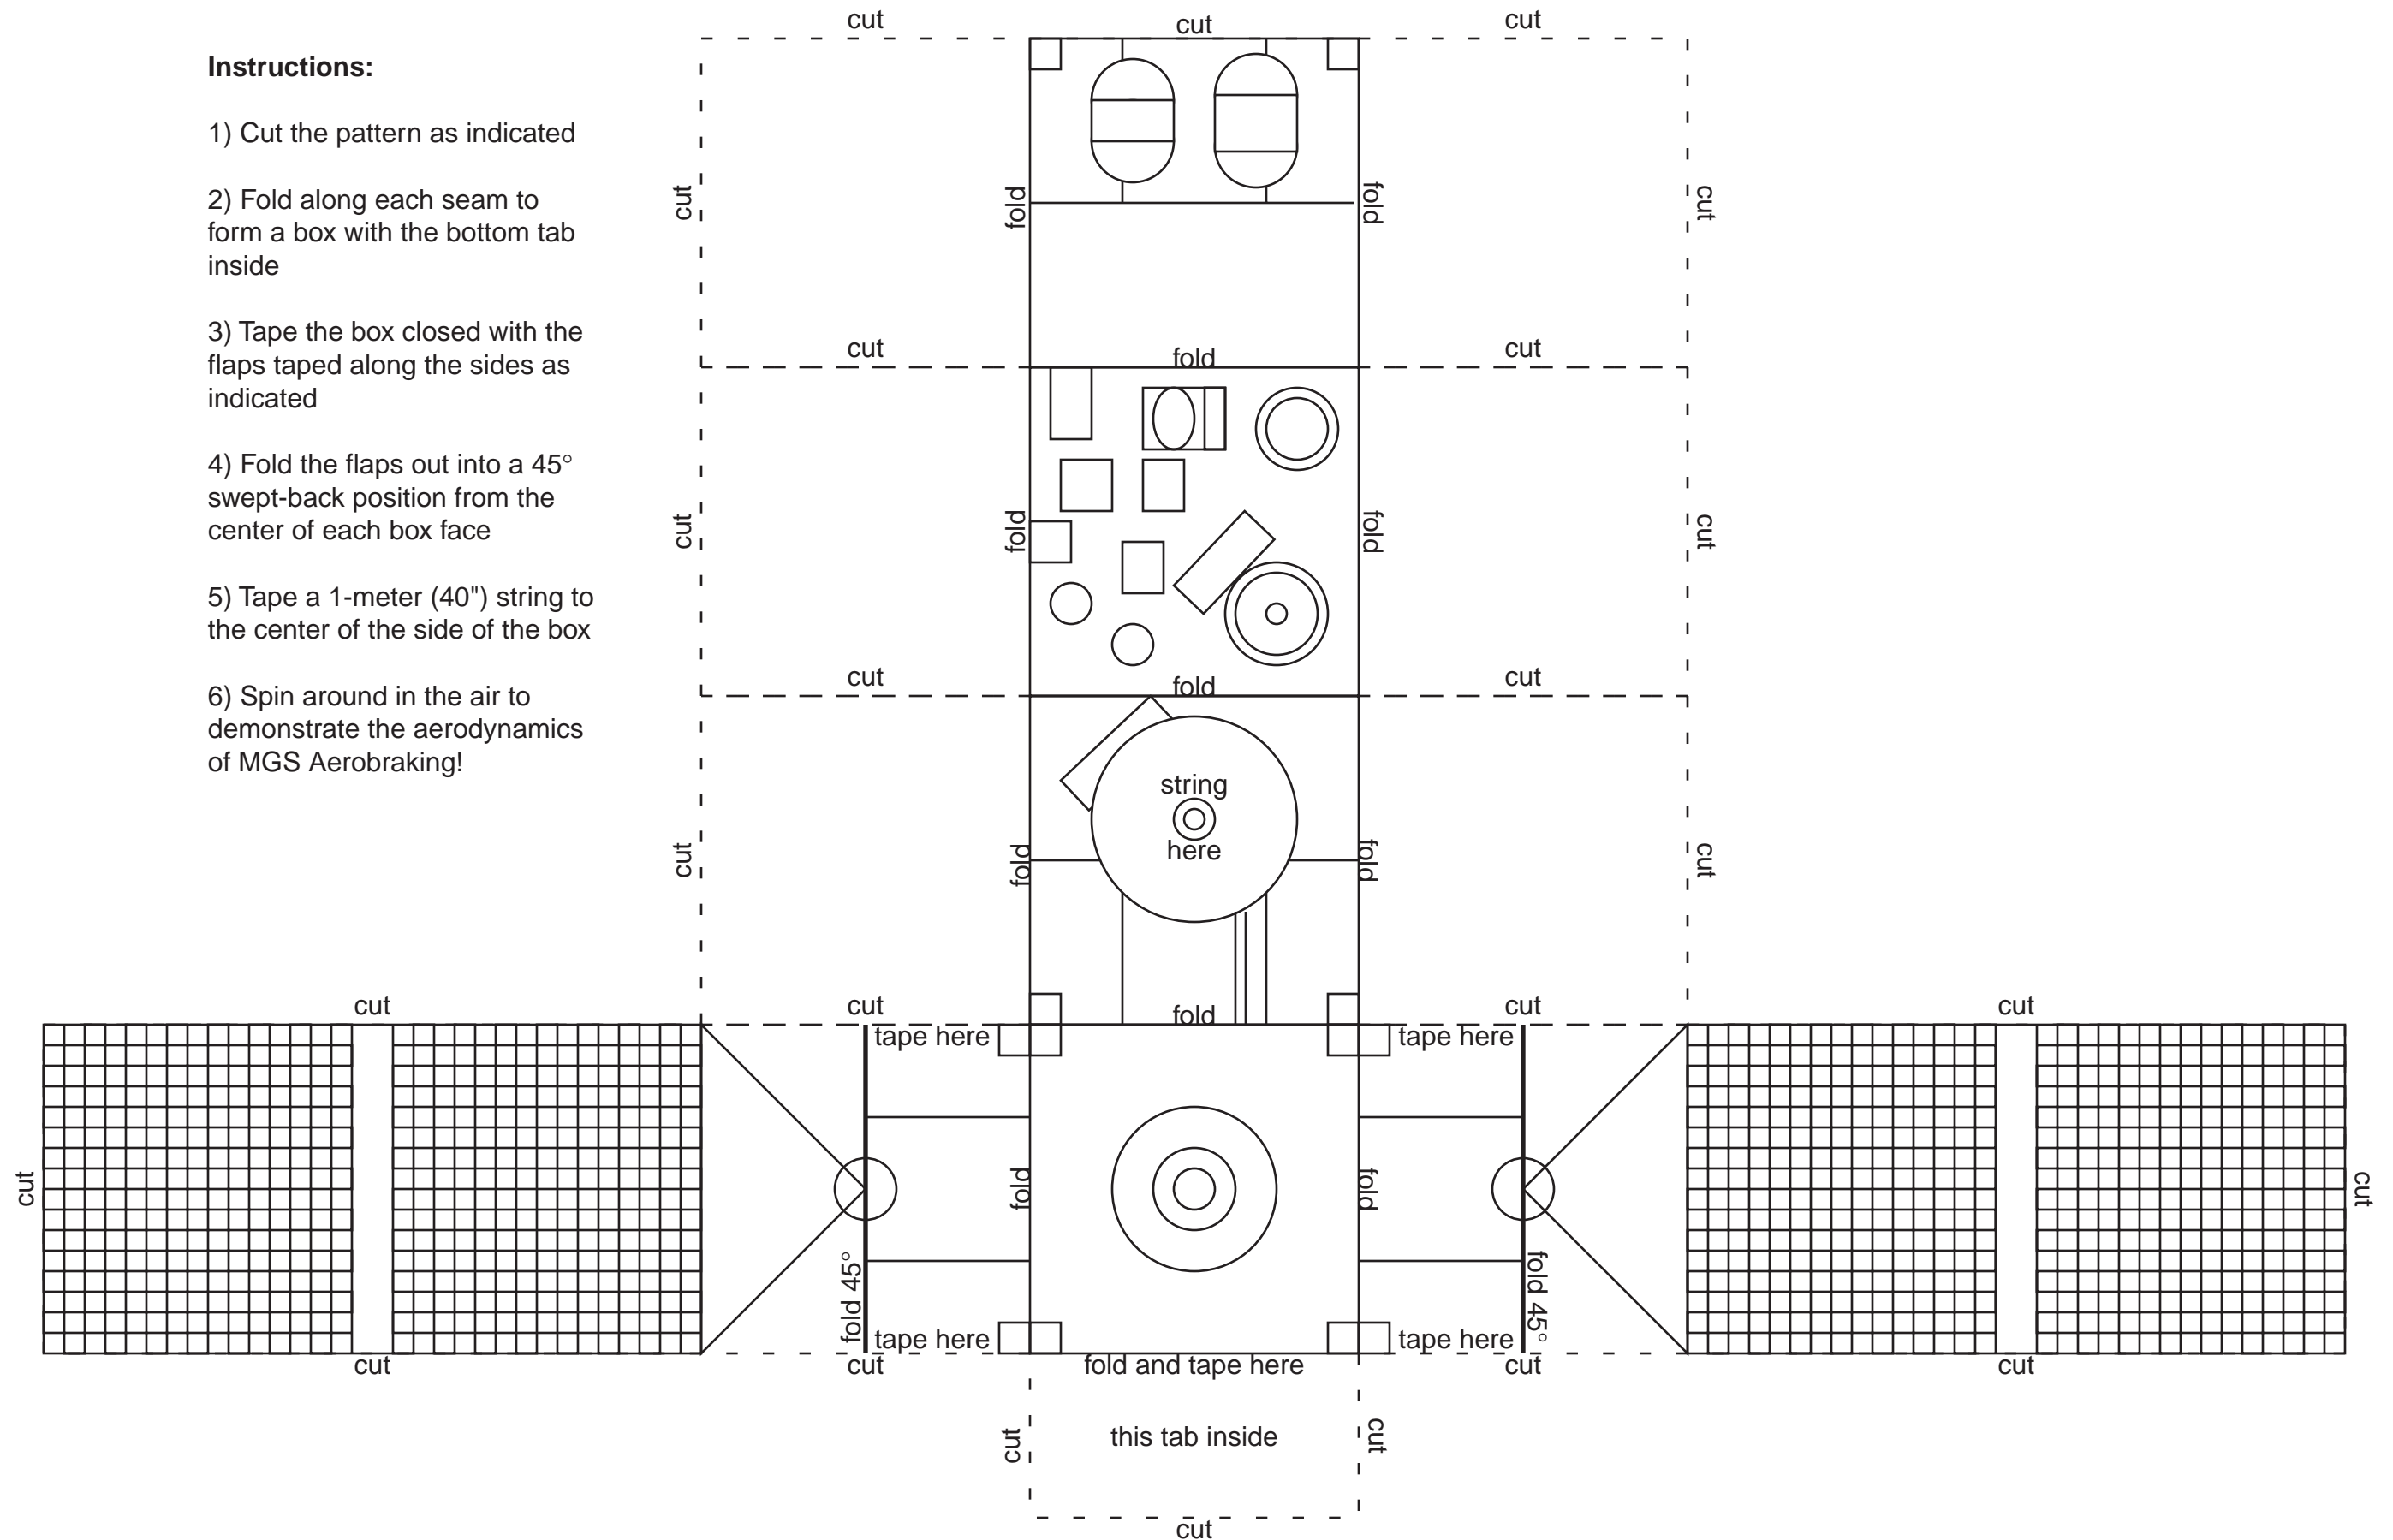 Instructions:
1) Cut the pattern as indicated
2) Fold along each seam to
form a box with the bottom tab
inside
3) Tape the box closed with the
flaps taped along the sides as
indicated
4) Fold the flaps out into a 45°
swept-back position from the
center of each box face
5) Tape a 1-meter (40") string to
the center of the side of the box
6) Spin around in the air to
demonstrate the aerodynamics
of MGS Aerobraking!
cut
cut
cut
cut
fold
fold
cut
cut
fold
cut
cut
fold
fold
cut
cut
fold
cut
string
here
cut
fold
fold
cut
cut
cut
fold
cut
cut
tape here
tape here
cut
fold
fold
cut
fold 45°
fold 45°
tape here
tape here
cut
cut
fold and tape here
cut
cut
cut
this tab inside
cut
cut